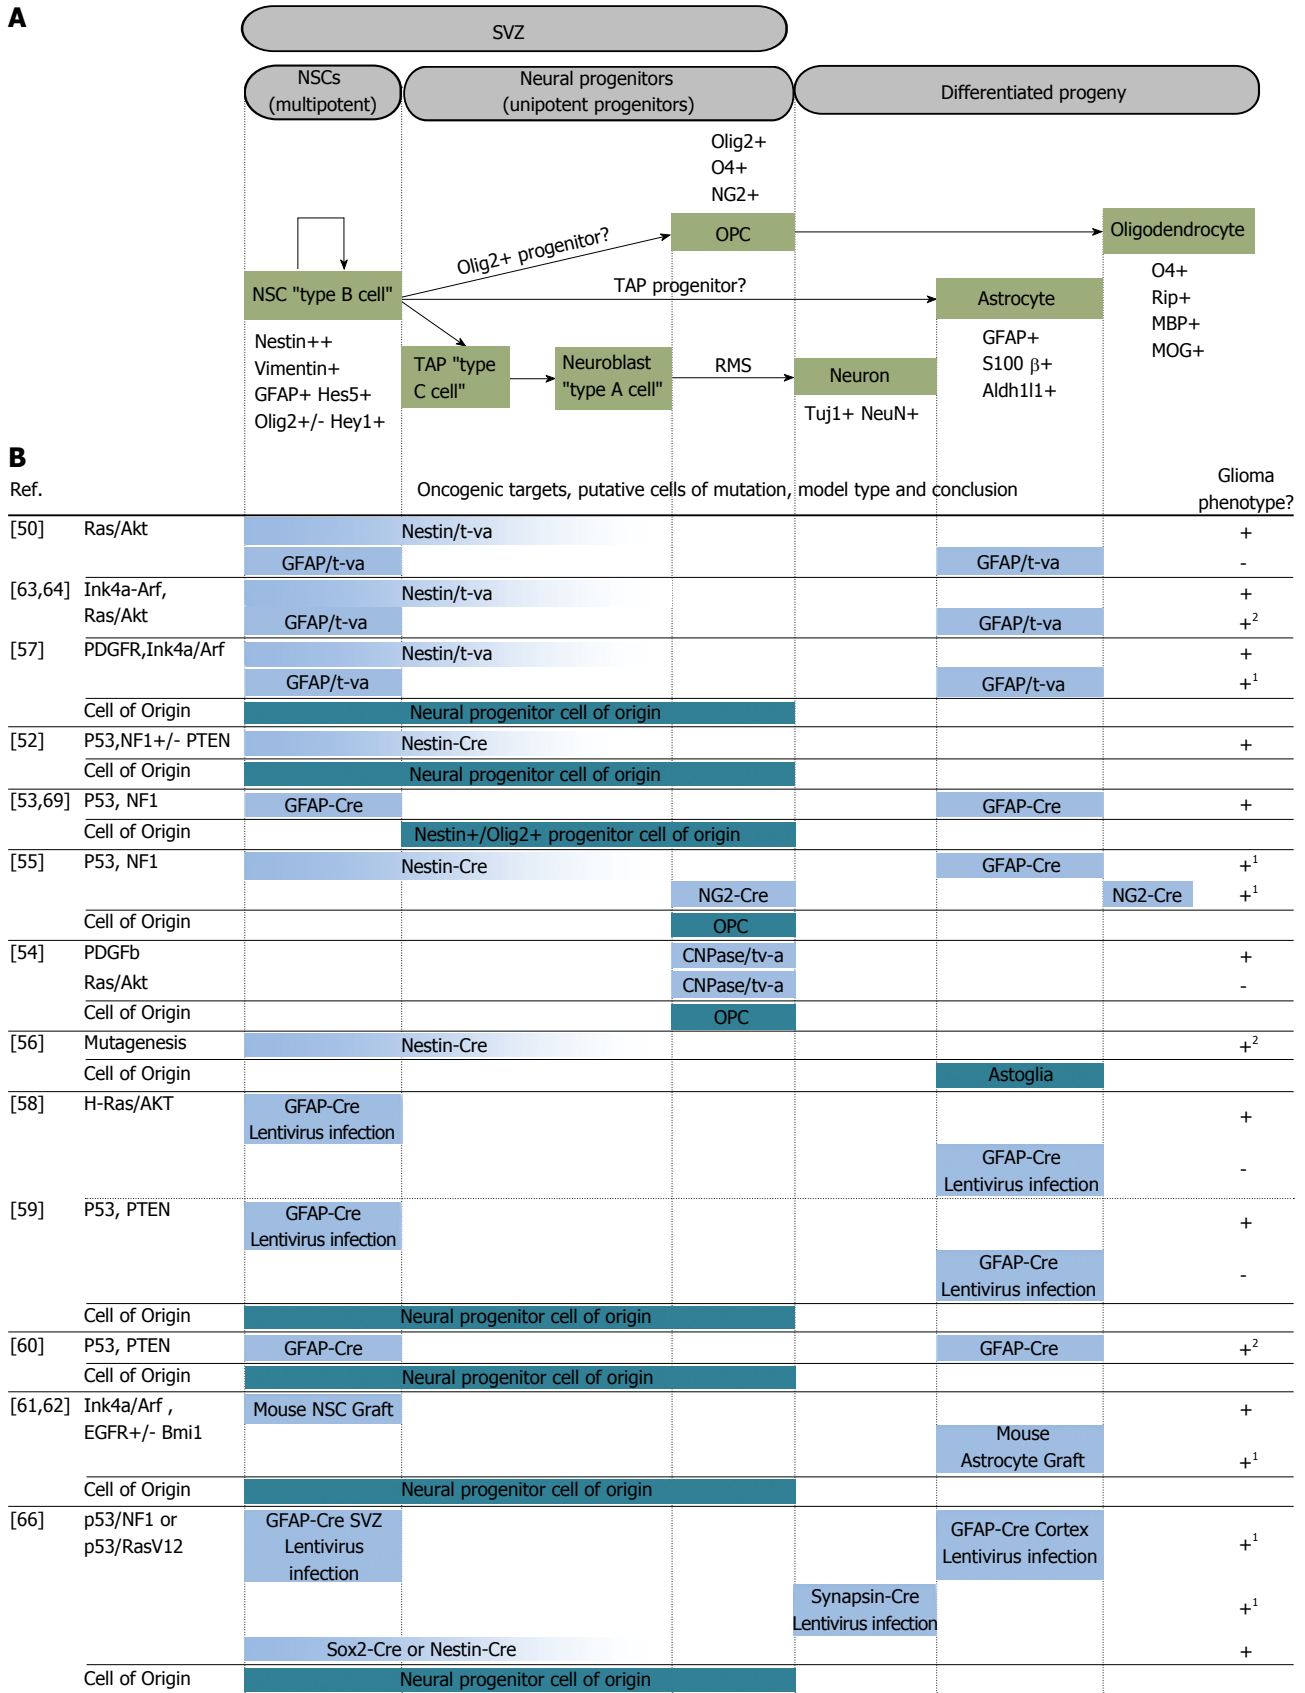 A
SVZ
NSCs
(multipotent)
Neural progenitors
(unipotent progenitors)
Differentiated progeny
Olig2+
O4+
NG2+
OPC
Oligodendrocyte
Olig2+ progenitor?
O4+
Rip+
MBP+
MOG+
NSC "type B cell"
TAP progenitor?
Astrocyte
Nestin++
Vimentin+
GFAP+ Hes5+
Olig2+/- Hey1+
GFAP+
S100 β+
Aldh1l1+
TAP "type
C cell"
Neuroblast
"type A cell"
RMS
Neuron
Tuj1+ NeuN+
B
Ref. Oncogenic targets, putative cells of mutation, model type and conclusion Glioma
phenotype?
[50] Ras/Akt Nestin/t-va +
GFAP/t-va GFAP/t-va -
[63,64] Ink4a-Arf, Nestin/t-va +
Ras/Akt GFAP/t-va GFAP/t-va +2
[57] PDGFR,Ink4a/Arf Nestin/t-va +
GFAP/t-va GFAP/t-va +1
Cell of Origin Neural progenitor cell of origin
[52] P53,NF1+/- PTEN Nestin-Cre +
Cell of Origin Neural progenitor cell of origin
[53,69] P53, NF1 GFAP-Cre GFAP-Cre +
Cell of Origin Nestin+/Olig2+ progenitor cell of origin
[55] P53, NF1 Nestin-Cre GFAP-Cre +1
NG2-Cre NG2-Cre +1
Cell of Origin OPC
[54] PDGFb CNPase/tv-a +
Ras/Akt CNPase/tv-a -
Cell of Origin OPC
[56] Mutagenesis Nestin-Cre +2
Cell of Origin Astoglia
[58] H-Ras/AKT GFAP-Cre
Lentivirus infection +
GFAP-Cre
Lentivirus infection -
[59] P53, PTEN GFAP-Cre
Lentivirus infection +
GFAP-Cre
Lentivirus infection -
Cell of Origin Neural progenitor cell of origin
[60] P53, PTEN GFAP-Cre GFAP-Cre +2
Cell of Origin Neural progenitor cell of origin
[61,62] Ink4a/Arf , Mouse NSC Graft +
EGFR+/- Bmi1 Mouse
Astrocyte Graft +1
Cell of Origin Neural progenitor cell of origin
[66] p53/NF1 or GFAP-Cre SVZ GFAP-Cre Cortex
p53/RasV12 Lentivirus Lentivirus infection +1
infection
Synapsin-Cre
Lentivirus infection +1
Sox2-Cre or Nestin-Cre +
Cell of Origin Neural progenitor cell of origin